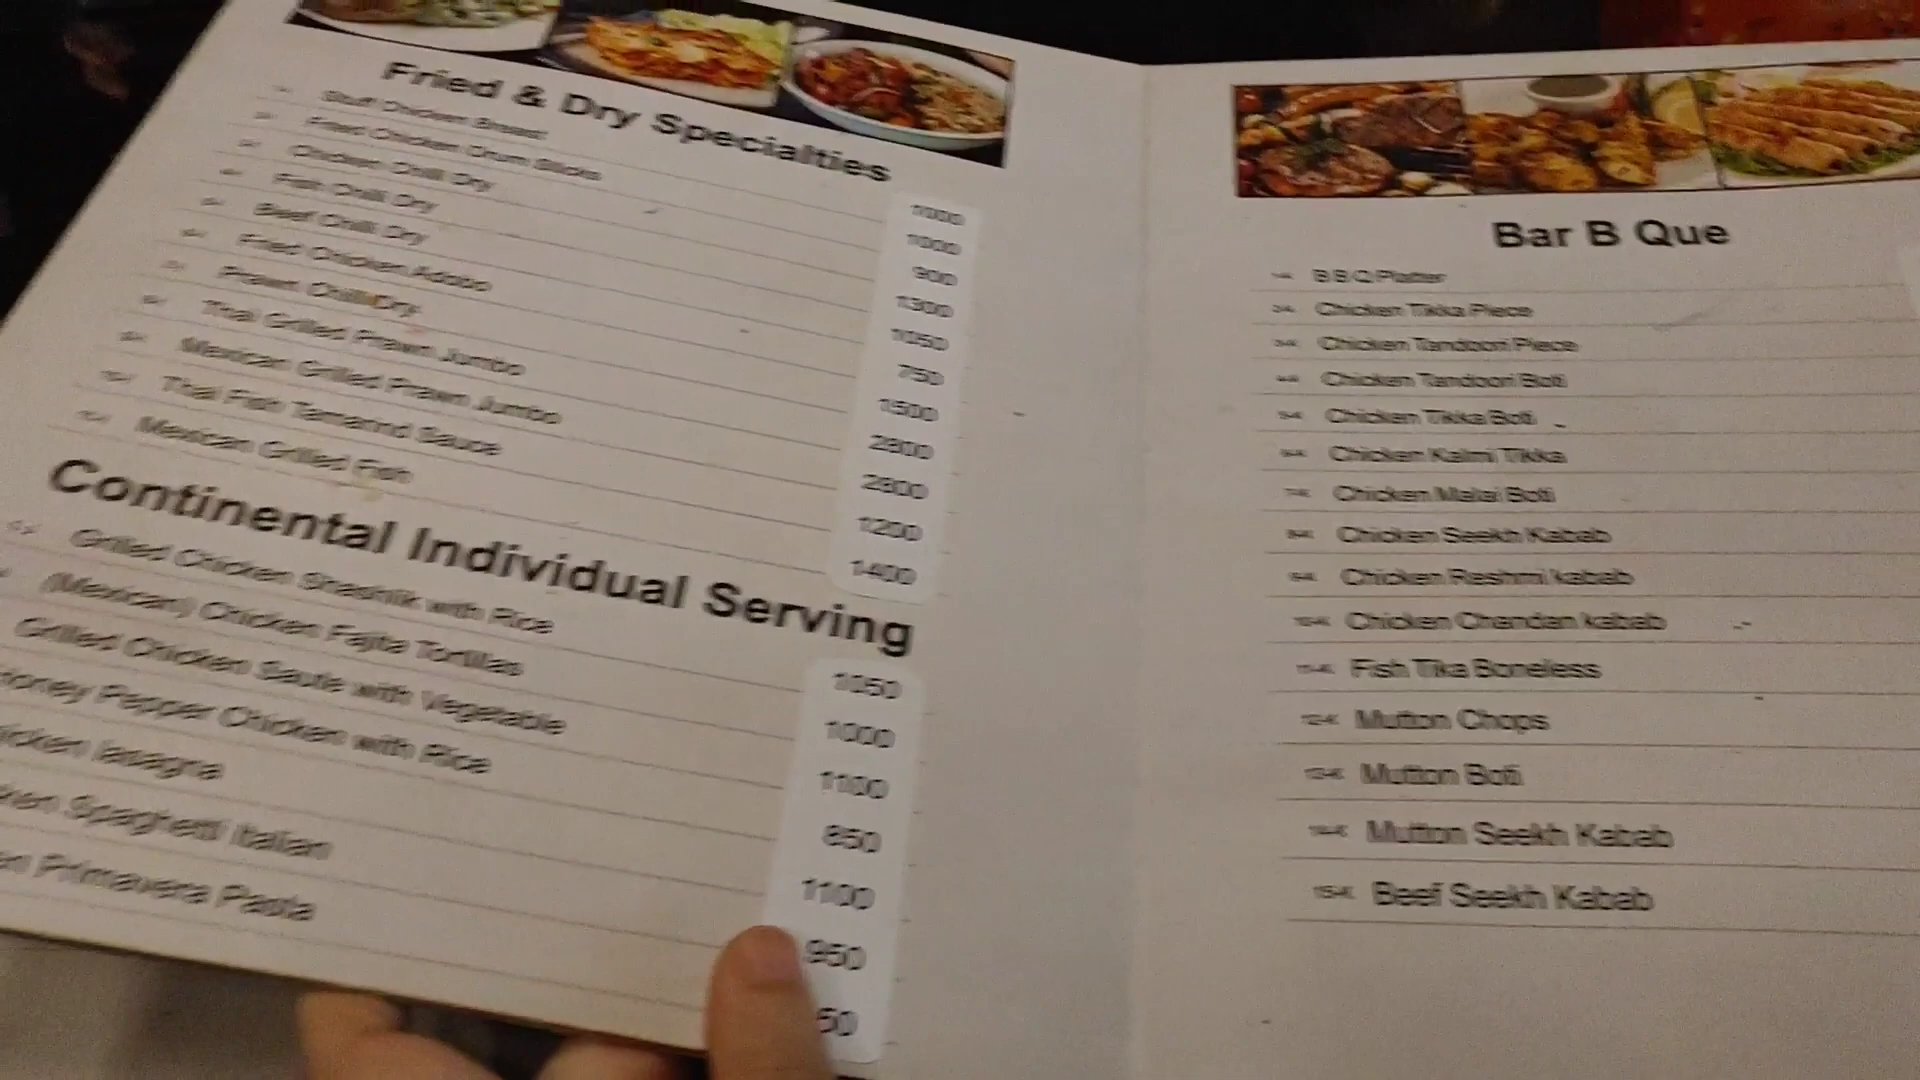 Fried & Dry Specialties
Stuff Chicken Breast 1000
Fried Chicken Drum Sticks 1000
Chicken Chilli Dry 900
Fish Chilli Dry 1300
Beef Chilli Dry 1050
Fried Chicken Adobo 750
Prawn Chilli Dry 1500
Thai Grilled Prawn Jumbo 2800
Mexican Grilled Prawn Jumbo 2800
Thai Fish Tamarind Sauce 1200
Mexican Grilled Fish 1400
Continental Individual Serving
Grilled Chicken Shashlik with Rice 1050
(Mexican) Chicken Fajita Tortillas 1000
Grilled Chicken Saute with Vegetable 1100
Honey Pepper Chicken with Rice 850
lasagna 1100
Spaghetti Italian 950
Primavera Pasta 50
Bar B Que
B B Q Platter
Chicken Tikka Piece
Chicken Tandoori Piece
Chicken Tandoori Boti
Chicken Tikka Boti
Chicken Kalmi Tikka
Chicken Malai Boti
Chicken Seekh Kabab
Chicken Reshmi kabab
Chicken Chandan kabab
Fish Tika Boneless
Mutton Chops
Mutton Boti
Mutton Seekh Kabab
Beef Seekh Kabab